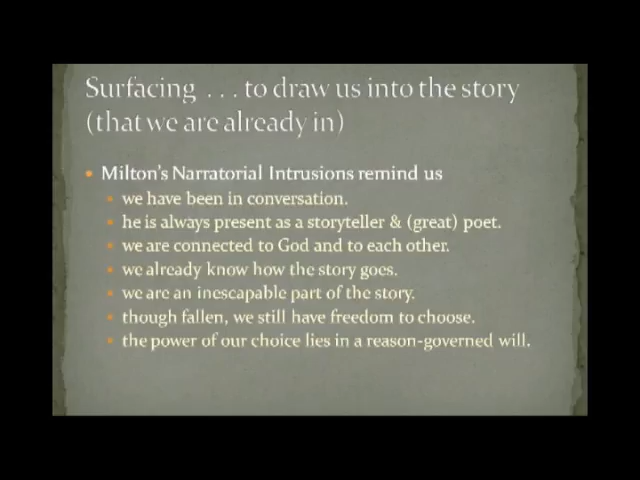 Surfacing . . . to draw us into the story
(that we are already in)
• Milton's Narratorial Intrusions remind us
• we have been in conversation.
• he is always present as a storyteller & (great) poet.
• we are connected to God and to each other.
• we already know how the story goes.
• we are an inescapable part of the story.
• though fallen, we still have freedom to choose.
• the power of our choice lies in a reason-governed will.